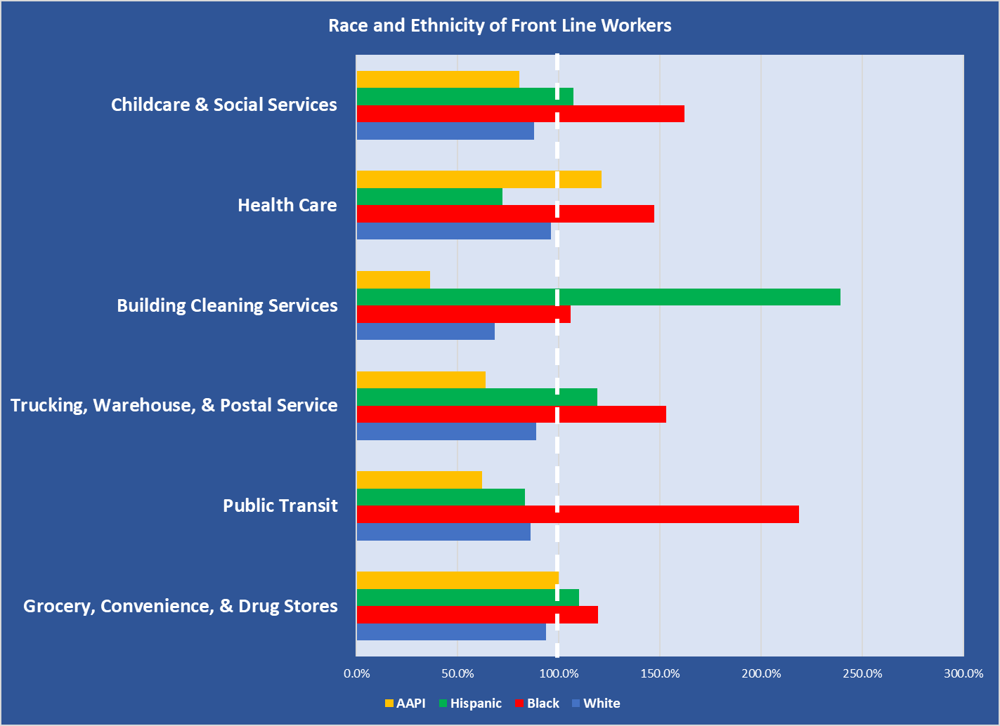 Race and Ethnicity of Front Line Workers
Childcare & Social Services
Health Care
Building Cleaning Services
Trucking, Warehouse, & Postal Service
Public Transit
Grocery, Convenience, & Drug Stores
0.0% 50.0% 100.0% 150.0% 200.0% 250.0% 300.0%
AAPI Hispanic Black White